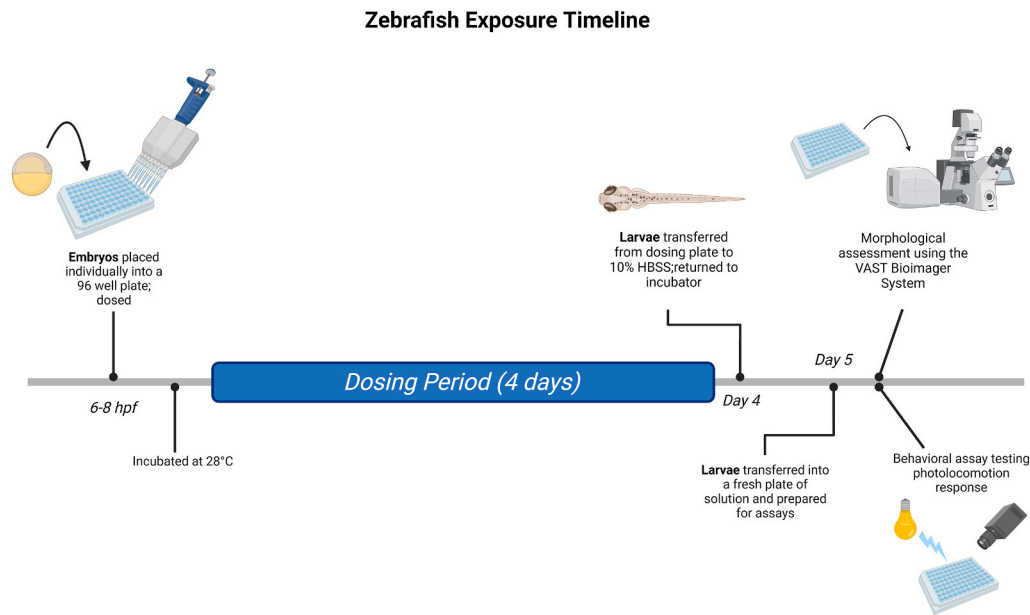 Zebrafish Exposure Timeline
Embryos placed
individually into a
96 well plate;
dosed
Larvae transferred
from dosing plate to
10% HBSS;returned to
incubator
Morphological
assessment using the
VAST Bioimager
System
Day 5
Dosing Period (4 days)
6-8 hpf
Day 4
Incubated at 28°C
Larvae transferred into
a fresh plate of
solution and prepared
for assays
Behavioral assay testing
photolocomotion
response